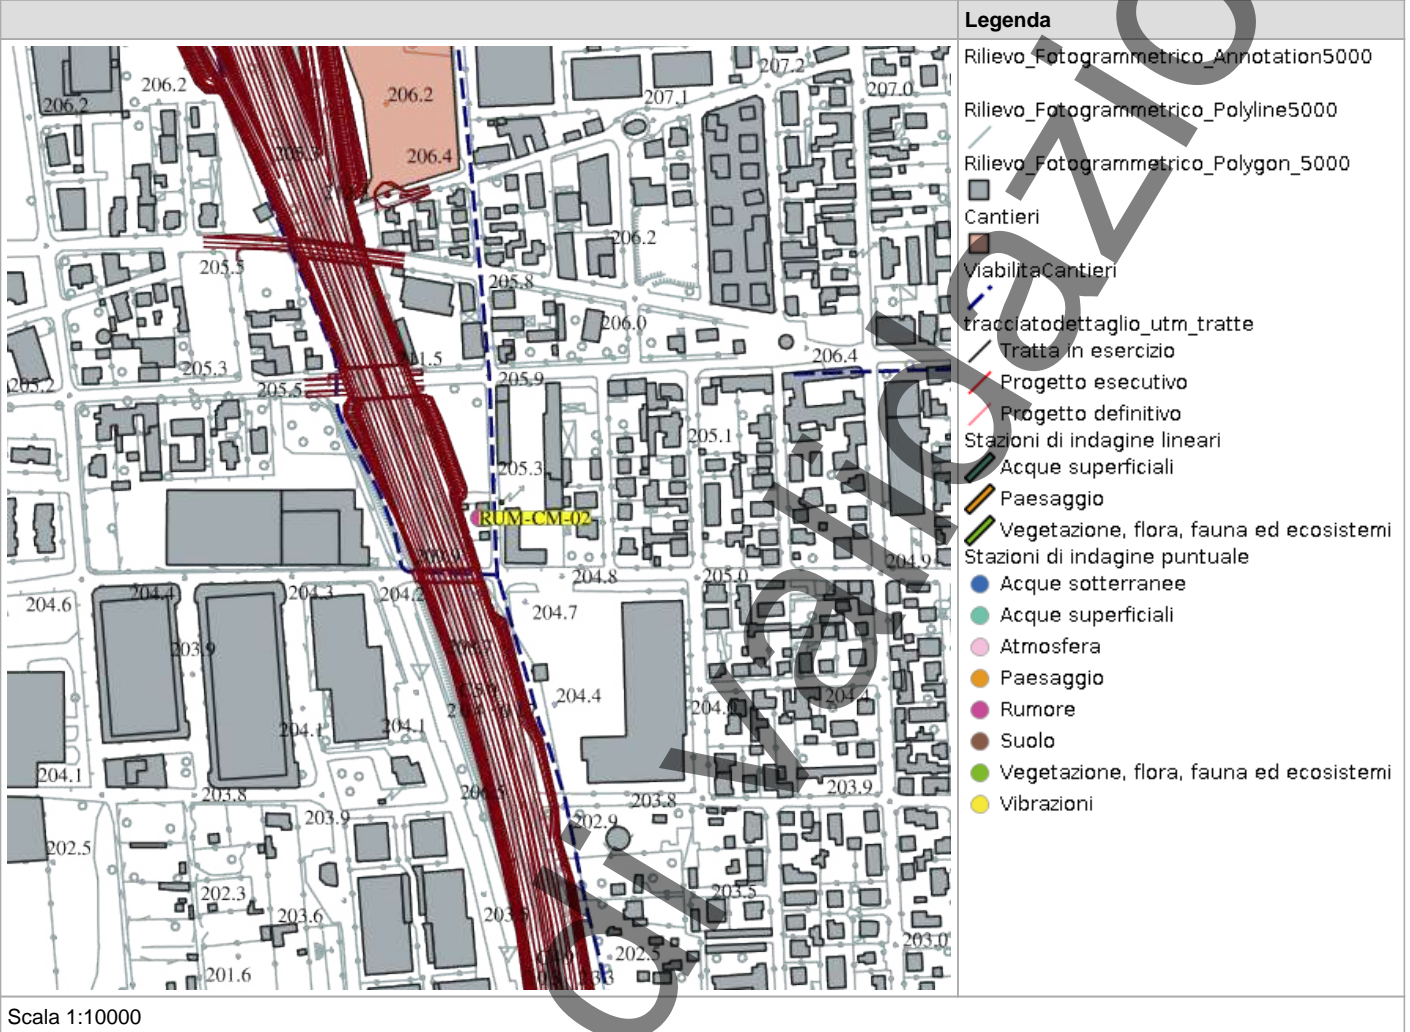 Legenda
Rilievo_Fotogrammetrico_Annotation5000
Rilievo_Fotogrammetrico_Polyline5000
Rilievo_Fotogrammetrico_Polygon_5000
Cantieri
ViabilitaCantieri
tracciatodettaglio_utm_tratte
Tratta in esercizio
Progetto esecutivo
Progetto definitivo
Stazioni di indagine lineari
Acque superficiali
Paesaggio
Vegetazione, flora, fauna ed ecosistemi
Stazioni di indagine puntuale
Acque sotterranee
Acque superficiali
Atmosfera
Paesaggio
Rumore
Suolo
Vegetazione, flora, fauna ed ecosistemi
Vibrazioni
206.2
206.2
206.2
207.2
207.1
207.0
206.4
206.2
205.5
205.8
206.0
206.4
205.3
205.2
205.5
205.9
205.1
205.3
RUM-CM-02
204.9
204.8
205.0
204.6
204.4
204.3
204.2
204.7
203.9
204.4
204.1
204.1
204.1
203.8
203.9
203.8
203.9
202.9
202.5
202.3
203.6
203.5
202.5
203.0
201.6
Scala 1:10000
di validazio